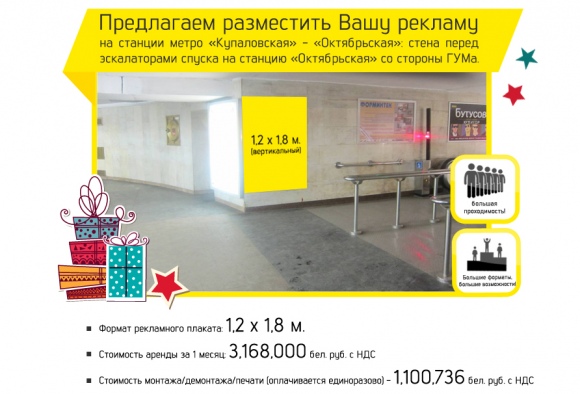 Предлагаем разместить Вашу рекламу
на станции метро «Купаловская» - «Октябрьская»: стена перед
эскалаторами спуска на станцию «Октябрьская» со стороны ГУМа.
1,2 x 1,8 м.
(вертикальный)
БУТУСОВ
большая
проходимость!
Большие форматы,
большие возможности!
Формат рекламного плаката: 1,2 x 1,8 м.
Стоимость аренды за 1 месяц: 3,168,000 бел. руб. с НДС
Стоимость монтажа/демонтажа/печати (оплачивается единоразово) - 1,100,736 бел. руб. с НДС